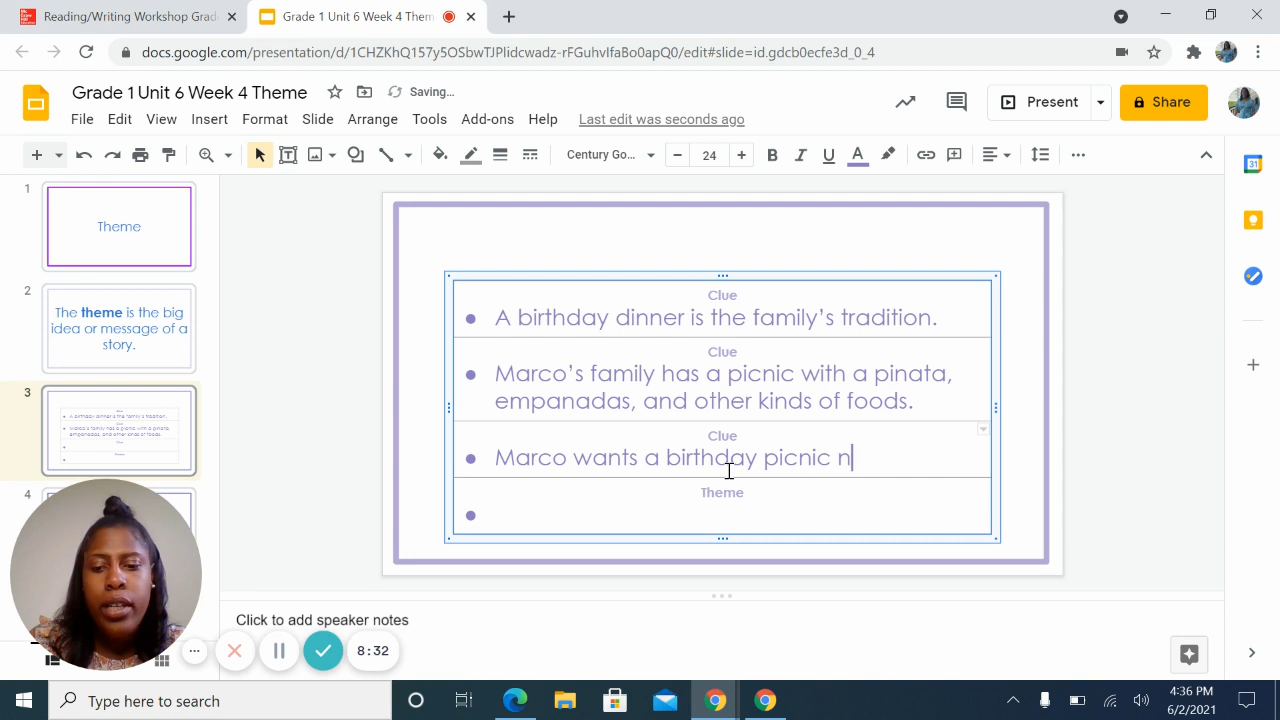 Reading/Writing Workshop Grad
Grade 1 Unit 6 Week 4 Them
docs.google.com/presentation/d/1CHZKhQ157y5OSbwTJPlidcwadz-rFGuhvIfaBo0apQ0/edit#slide=id.gdcb0ecfe3d_0_4
Grade 1 Unit 6 Week 4 Theme
Saving...
Present
Share
File Edit View Insert Format Slide Arrange Tools Add-ons Help Last edit was seconds ago
Century Go... 24
1
Theme
2
The theme is the big
idea or message of a
story.
3
4
Clue
A birthday dinner is the family's tradition.
Clue
Marco's family has a picnic with a pinata,
empanadas, and other kinds of foods.
Clue
Marco wants a birthday picnic n
Theme
Click to add speaker notes
8:32
Type here to search
4:36 PM
6/2/2021